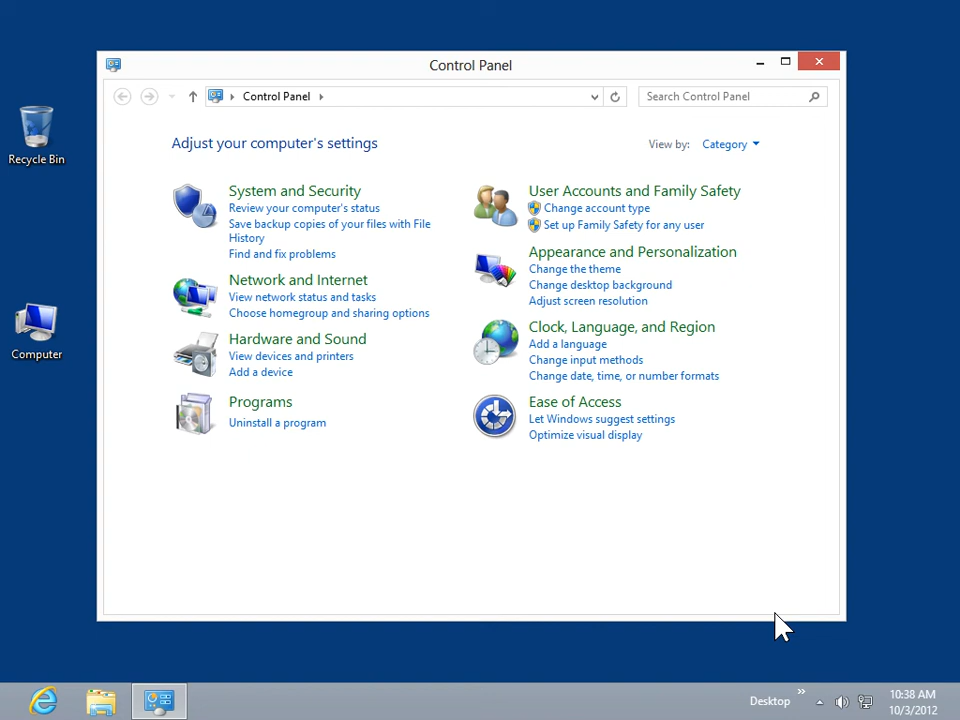 Control Panel
Control Panel
Search Control Panel
Recycle Bin
Computer
Adjust your computer's settings
View by: Category
System and Security
Review your computer's status
Save backup copies of your files with File
History
Find and fix problems
Network and Internet
View network status and tasks
Choose homegroup and sharing options
Hardware and Sound
View devices and printers
Add a device
Programs
Uninstall a program
User Accounts and Family Safety
Change account type
Set up Family Safety for any user
Appearance and Personalization
Change the theme
Change desktop background
Adjust screen resolution
Clock, Language, and Region
Add a language
Change input methods
Change date, time, or number formats
Ease of Access
Let Windows suggest settings
Optimize visual display
Desktop
10:38 AM
10/3/2012